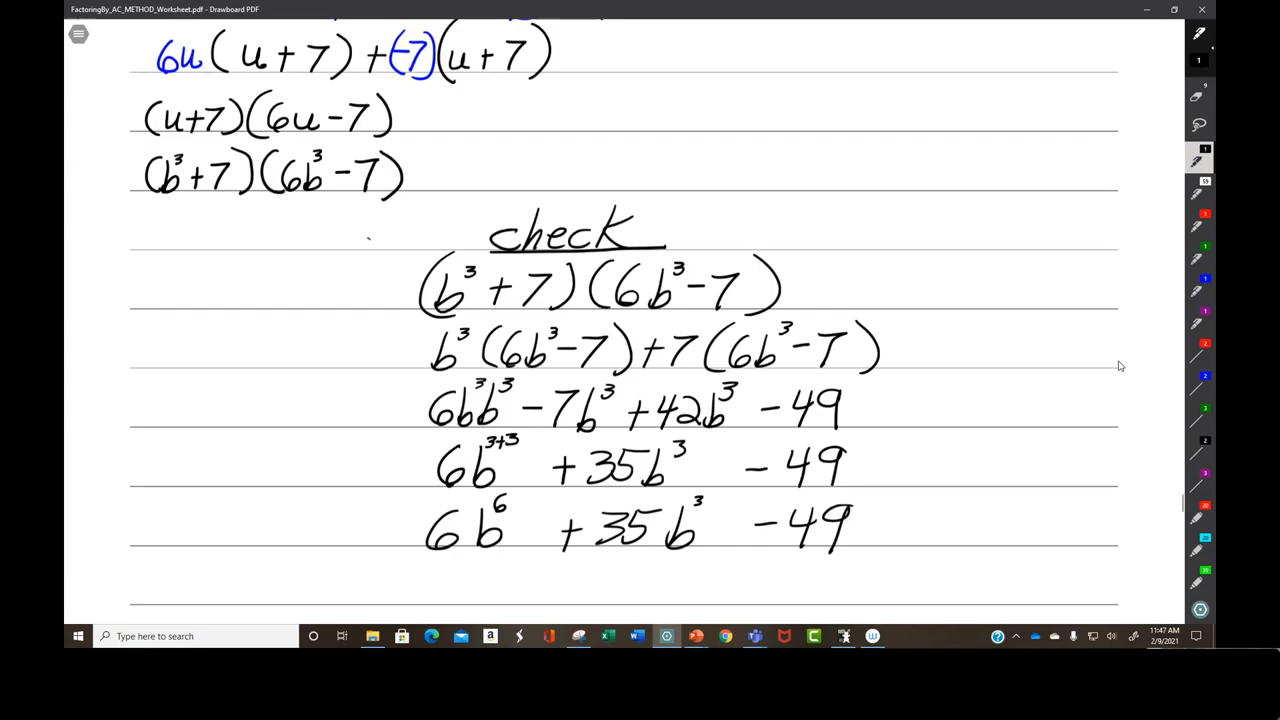 FactoringBy_AC_METHOD_Worksheet.pdf - Drawboard PDF
6u(u+7)+(-7)(u+7)
(u+7)(6u-7)
(b³+7)(6b³-7)
check
(b³+7)(6b³-7)
b³(6b³-7)+7(6b³-7)
6b³b³-7b³+42b³-49
6b³⁺³+35b³-49
6b⁶+35b³-49
Type here to search
11:47 AM
2/9/2021